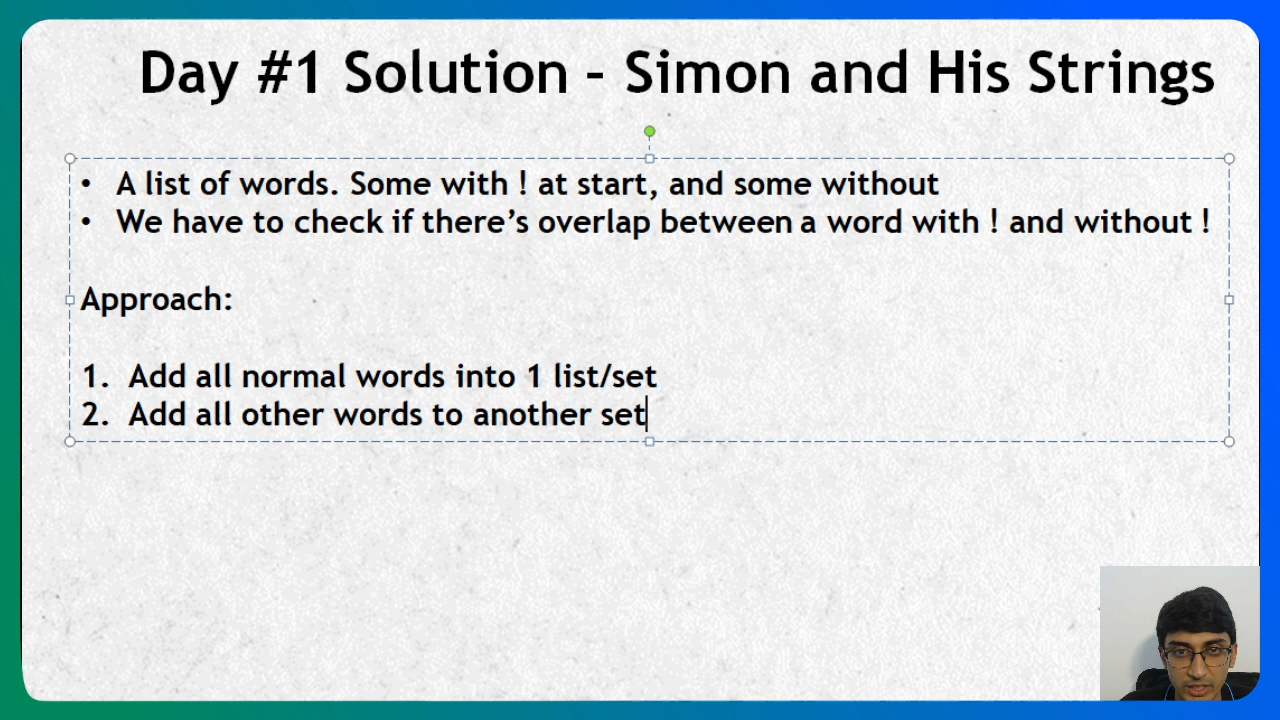 Day #1 Solution – Simon and His Strings
• A list of words. Some with ! at start, and some without
• We have to check if there’s overlap between a word with ! and without !
Approach:
1. Add all normal words into 1 list/set
2. Add all other words to another set